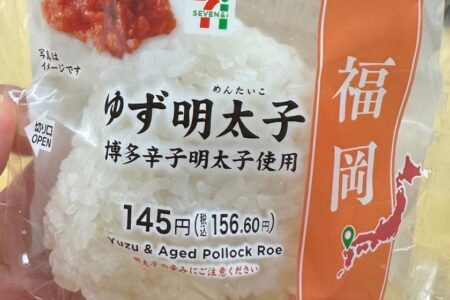 SEVEN&i
写真は
イメージです
めんたいこ
ゆず明太子
博多辛子明太子使用
福岡
切り口
OPEN
145円(税込156.60円)
Yuzu & Aged Pollock Roe
明太子の辛みにご注意ください